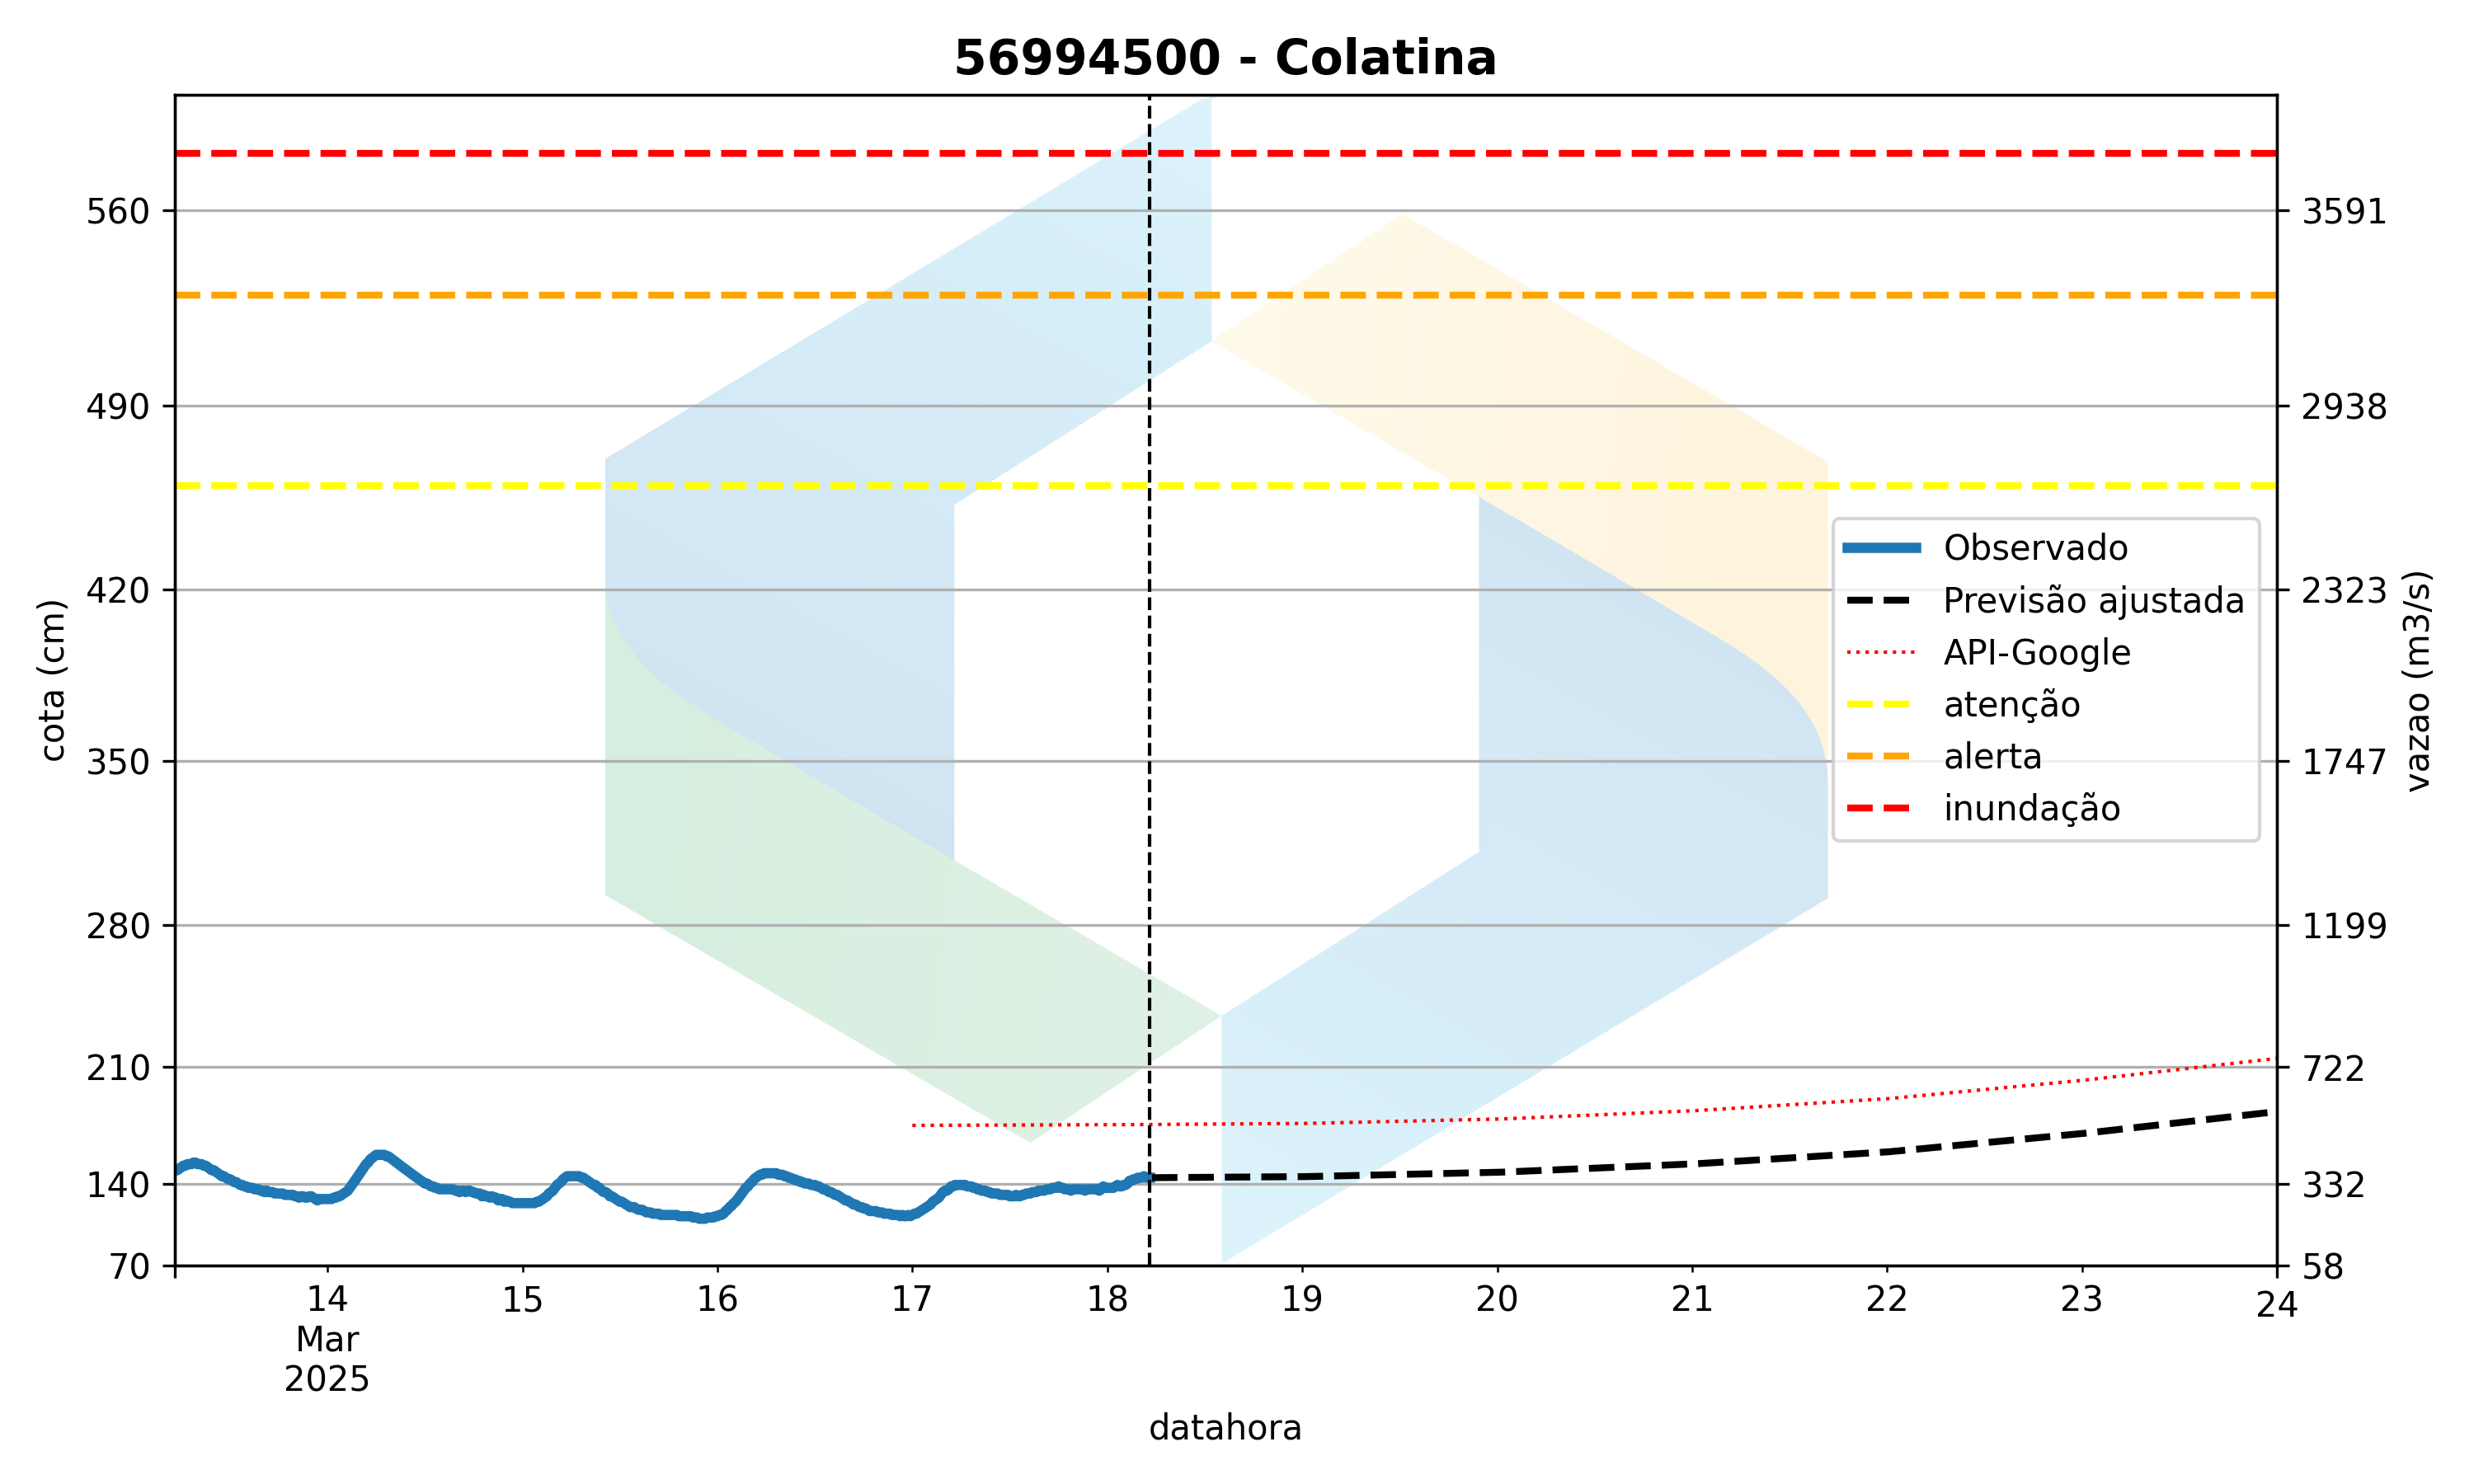 56994500 - Colatina
560
490
420
350
280
210
140
70
cota (cm)
3591
2938
2323
1747
1199
722
332
58
vazao (m3/s)
Observado
Previsão ajustada
API-Google
atenção
alerta
inundação
14
Mar
2025
15
16
17
18
19
20
21
22
23
24
datahora